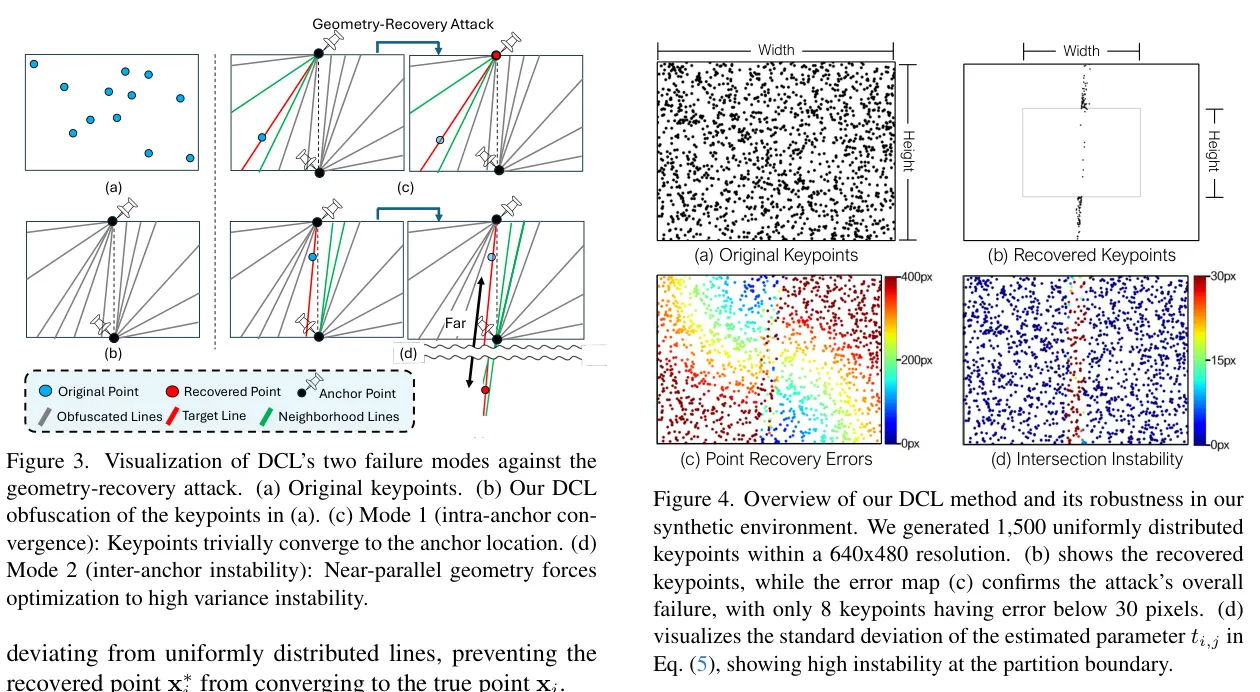 Geometry-Recovery Attack
(a)
(c)
(b)
Far
(d)
Original Point
Recovered Point
Anchor Point
Obfuscated Lines
Target Line
Neighborhood Lines
Figure 3. Visualization of DCL's two failure modes against the
geometry-recovery attack. (a) Original keypoints. (b) Our DCL
obfuscation of the keypoints in (a). (c) Mode 1 (intra-anchor con-
vergence): Keypoints trivially converge to the anchor location. (d)
Mode 2 (inter-anchor instability): Near-parallel geometry forces
optimization to high variance instability.
deviating from uniformly distributed lines, preventing the
recovered point x*_i from converging to the true point x_i.
Width
Height
(a) Original Keypoints
Width
Height
(b) Recovered Keypoints
400px
200px
0px
(c) Point Recovery Errors
30px
15px
0px
(d) Intersection Instability
Figure 4. Overview of our DCL method and its robustness in our
synthetic environment. We generated 1,500 uniformly distributed
keypoints within a 640x480 resolution. (b) shows the recovered
keypoints, while the error map (c) confirms the attack's overall
failure, with only 8 keypoints having error below 30 pixels. (d)
visualizes the standard deviation of the estimated parameter t_{i,j} in
Eq. (5), showing high instability at the partition boundary.